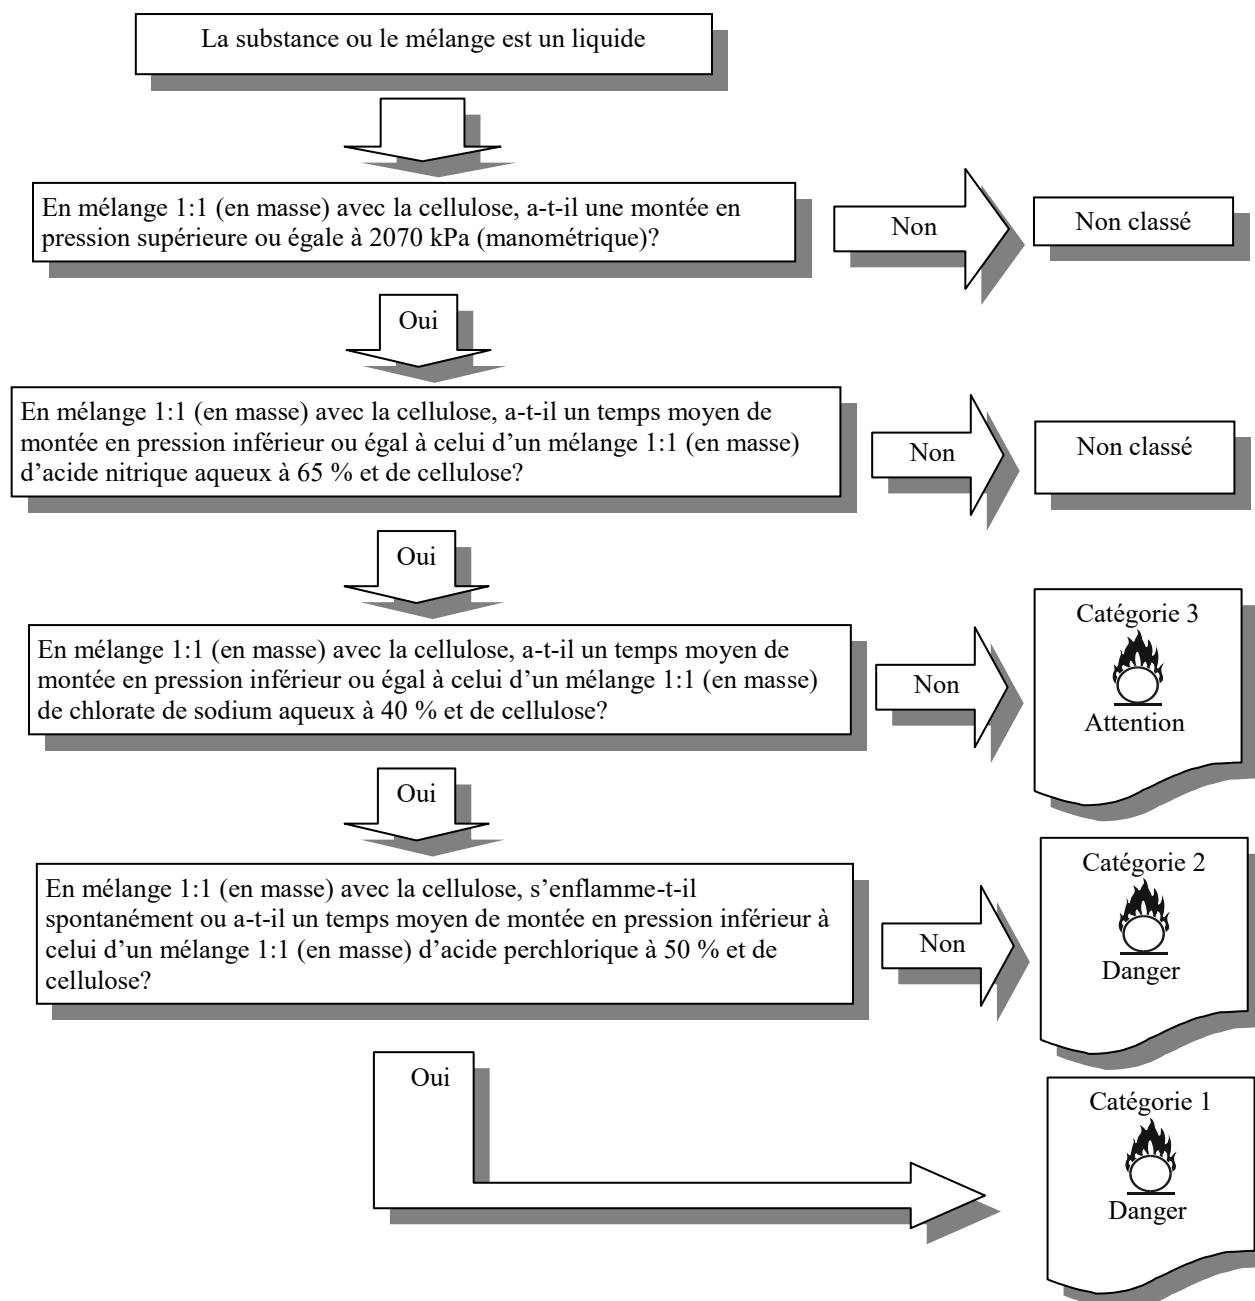 La substance ou le mélange est un liquide
En mélange 1:1 (en masse) avec la cellulose, a-t-il une montée en
pression supérieure ou égale à 2070 kPa (manométrique)?
Non
Non classé
Oui
En mélange 1:1 (en masse) avec la cellulose, a-t-il un temps moyen de
montée en pression inférieur ou égal à celui d’un mélange 1:1 (en masse)
d’acide nitrique aqueux à 65 % et de cellulose?
Non
Non classé
Oui
En mélange 1:1 (en masse) avec la cellulose, a-t-il un temps moyen de
montée en pression inférieur ou égal à celui d’un mélange 1:1 (en masse)
de chlorate de sodium aqueux à 40 % et de cellulose?
Non
Catégorie 3
Attention
Oui
En mélange 1:1 (en masse) avec la cellulose, s’enflamme-t-il
spontanément ou a-t-il un temps moyen de montée en pression inférieur à
celui d’un mélange 1:1 (en masse) d’acide perchlorique à 50 % et de
cellulose?
Non
Catégorie 2
Danger
Oui
Catégorie 1
Danger